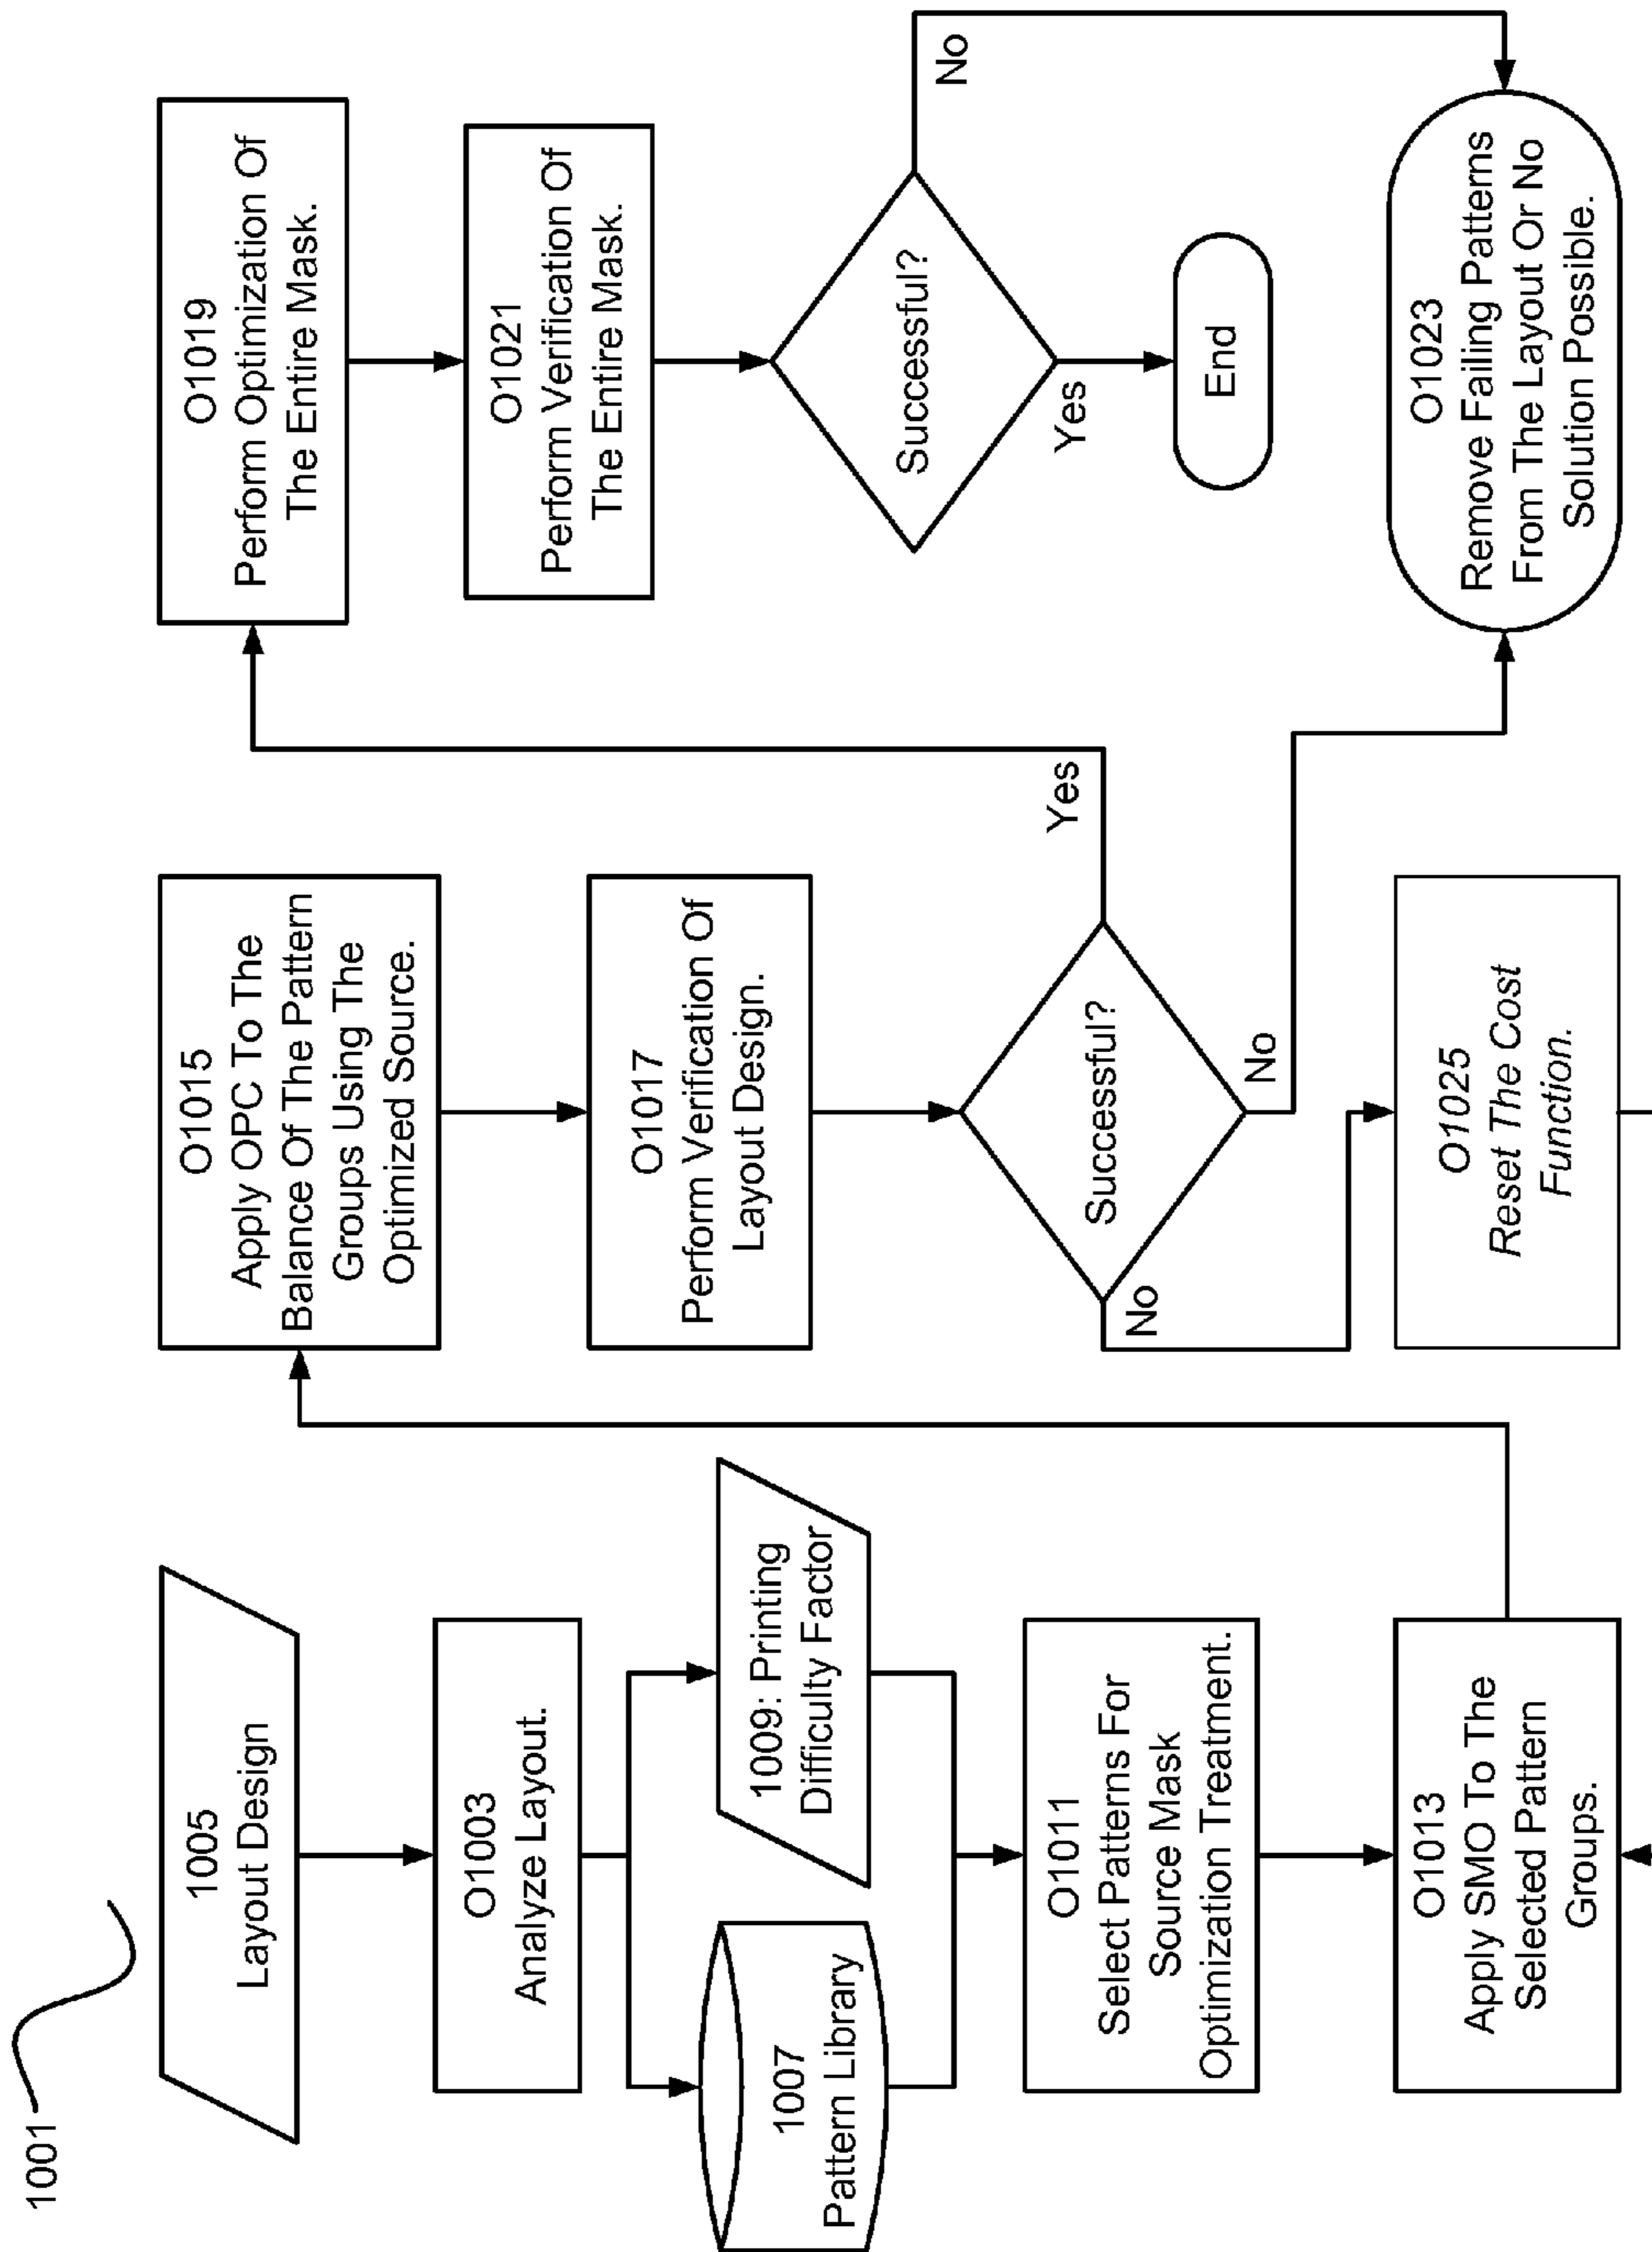 1001
1005
Layout Design
O1003
Analyze Layout.
1007
Pattern Library
1009: Printing
Difficulty Factor
O1011
Select Patterns For
Source Mask
Optimization Treatment.
O1013
Apply SMO To The
Selected Pattern
Groups.
O1015
Apply OPC To The
Balance Of The Pattern
Groups Using The
Optimized Source.
O1017
Perform Verification Of
Layout Design.
Successful?
Yes
No
No
O1025
Reset The Cost
Function.
O1019
Perform Optimization Of
The Entire Mask.
O1021
Perform Verification Of
The Entire Mask.
Successful?
No
Yes
End
O1023
Remove Failing Patterns
From The Layout Or No
Solution Possible.